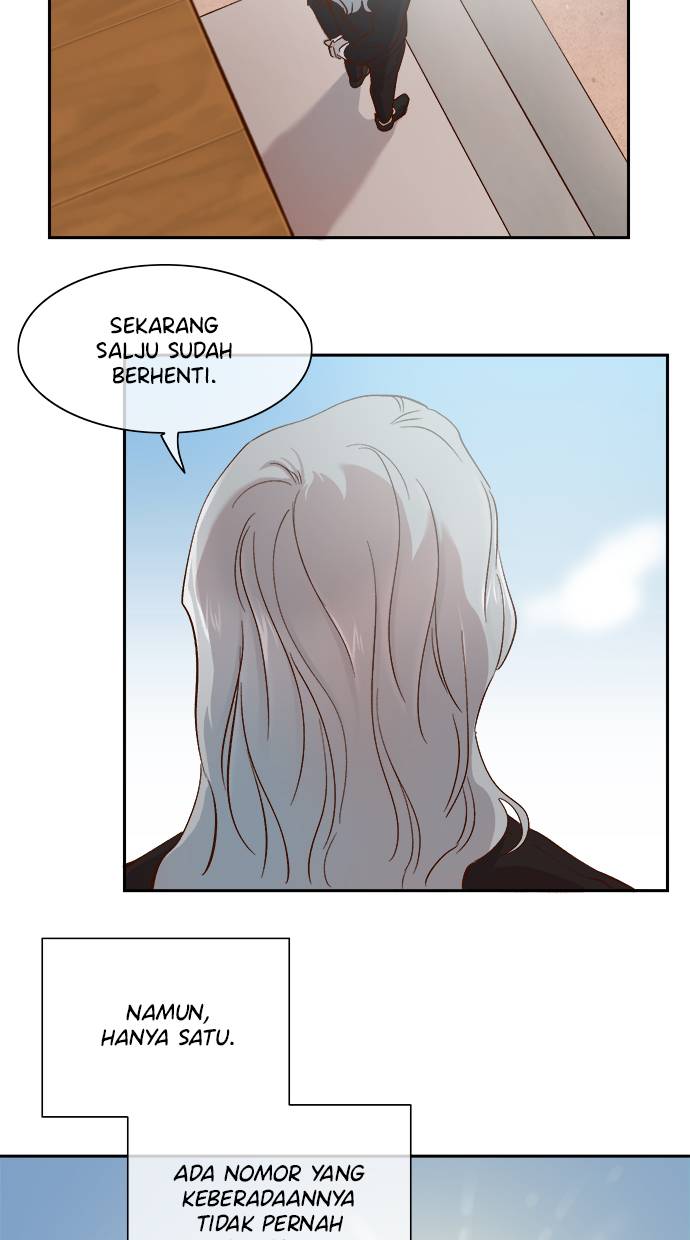 SEKARANG
SALJU SUDAH
BERHENTI.
NAMUN,
HANYA SATU.
ADA NOMOR YANG
KEBERADAANNYA
TIDAK PERNAH